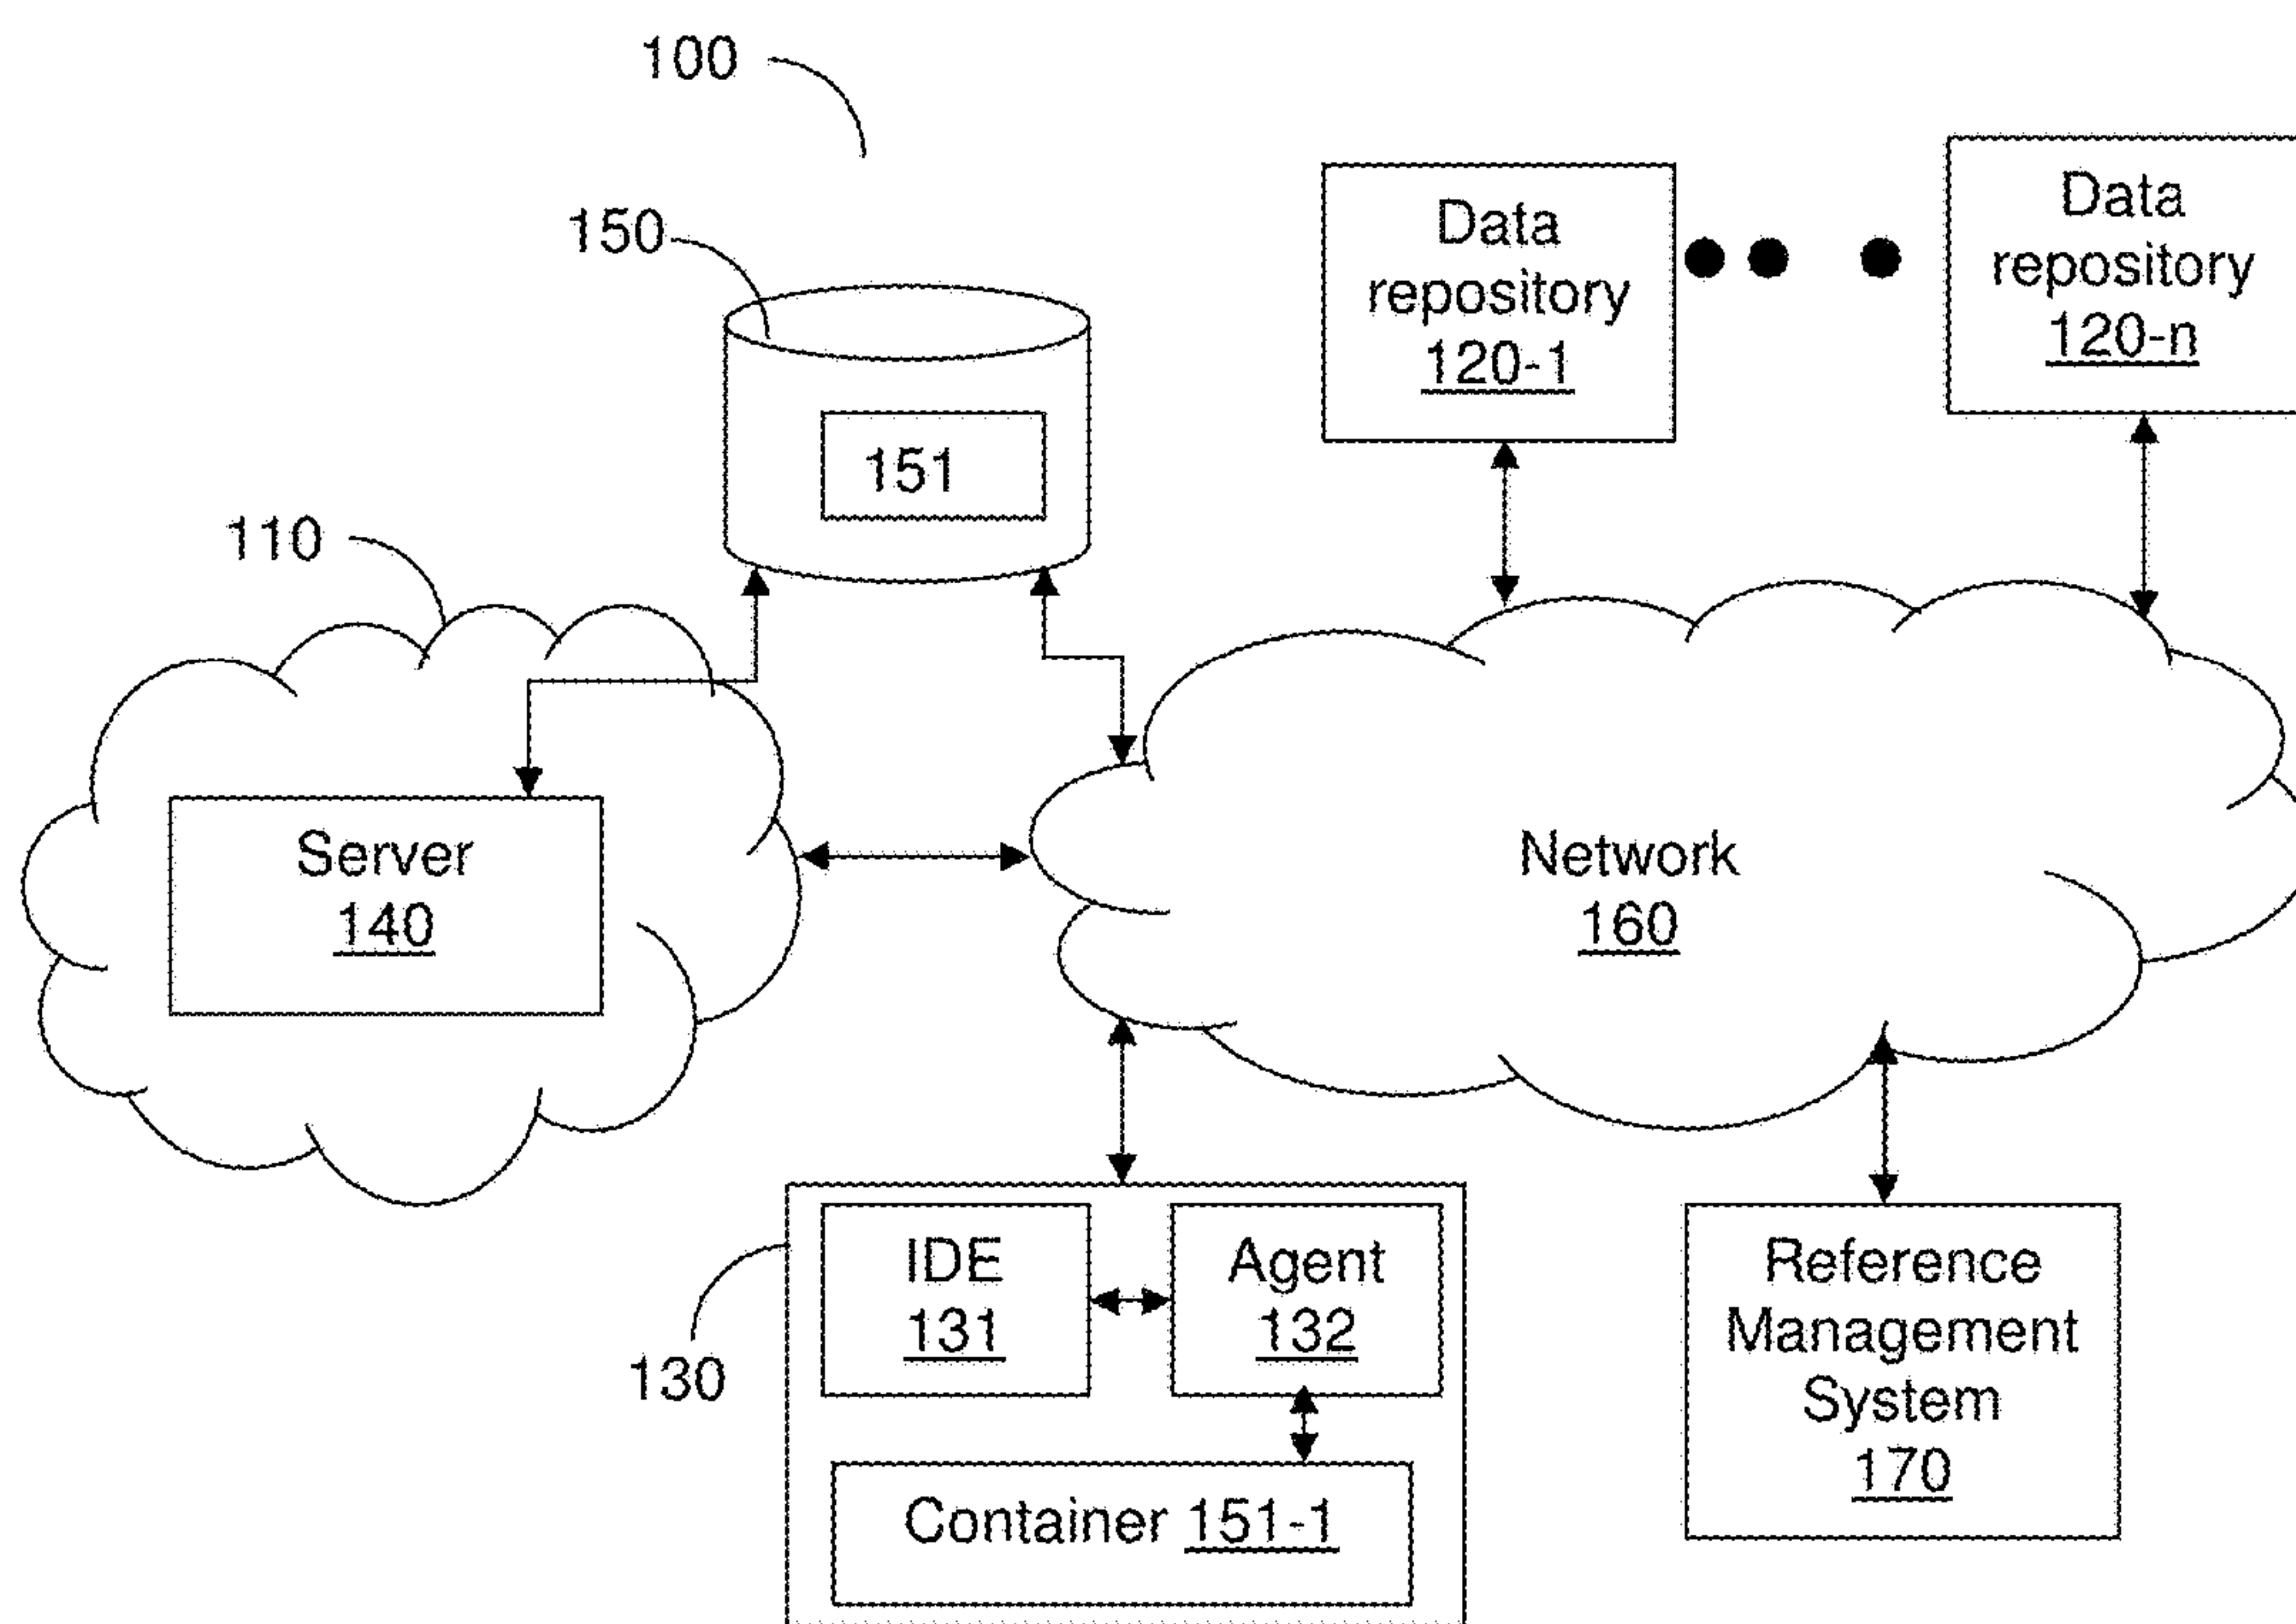 100
150
151
Data
repository
120-1
Data
repository
120-n
110
Server
140
Network
160
130
IDE
131
Agent
132
Container 151-1
Reference
Management
System
170